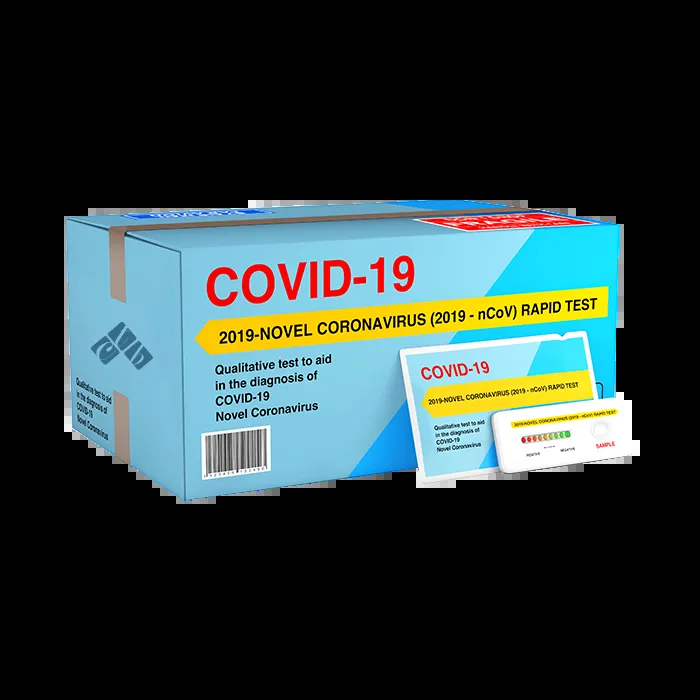 COVID-19
2019-NOVEL CORONAVIRUS (2019 - nCoV) RAPID TEST
Qualitative test to aid
in the diagnosis of
COVID-19
Novel Coronavirus
Qualitative test to aid
in the diagnosis of
COVID-19
Novel Coronavirus
COVID-19
2019-NOVEL CORONAVIRUS (2019 - nCoV) RAPID TEST
Qualitative test to aid
in the diagnosis of
COVID-19
Novel Coronavirus
2019-NOVEL CORONAVIRUS (2019 - nCoV) RAPID TEST
POSITIVE NEGATIVE
SAMPLE